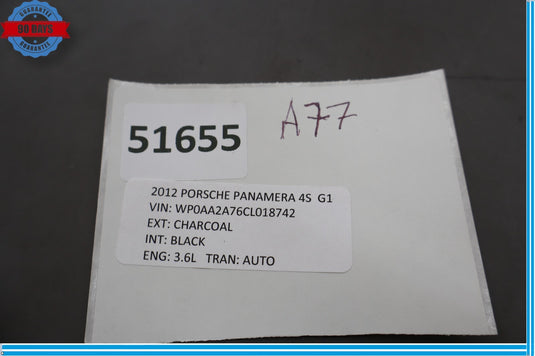 GUARANTEE
90 DAYS
GUARANTEE
51655
A77
2012 PORSCHE PANAMERA 4S G1
VIN: WP0AA2A76CL018742
EXT: CHARCOAL
INT: BLACK
ENG: 3.6L TRAN: AUTO